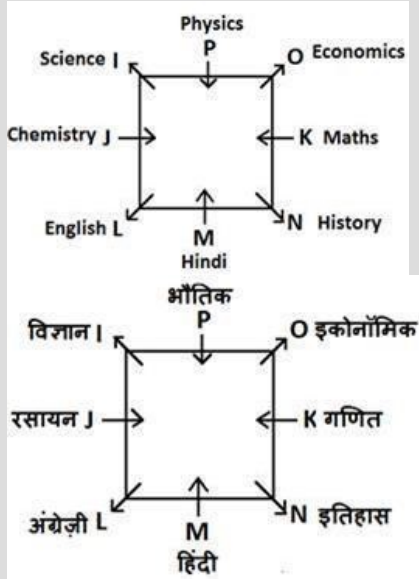 Physics
P
Science I
O Economics
Chemistry J
K Maths
English L
N History
M
Hindi
भौतिक
P
विज्ञान I
O इकोनॉमिक
रसायन J
K गणित
अंग्रेज़ी L
N इतिहास
M
हिंदी